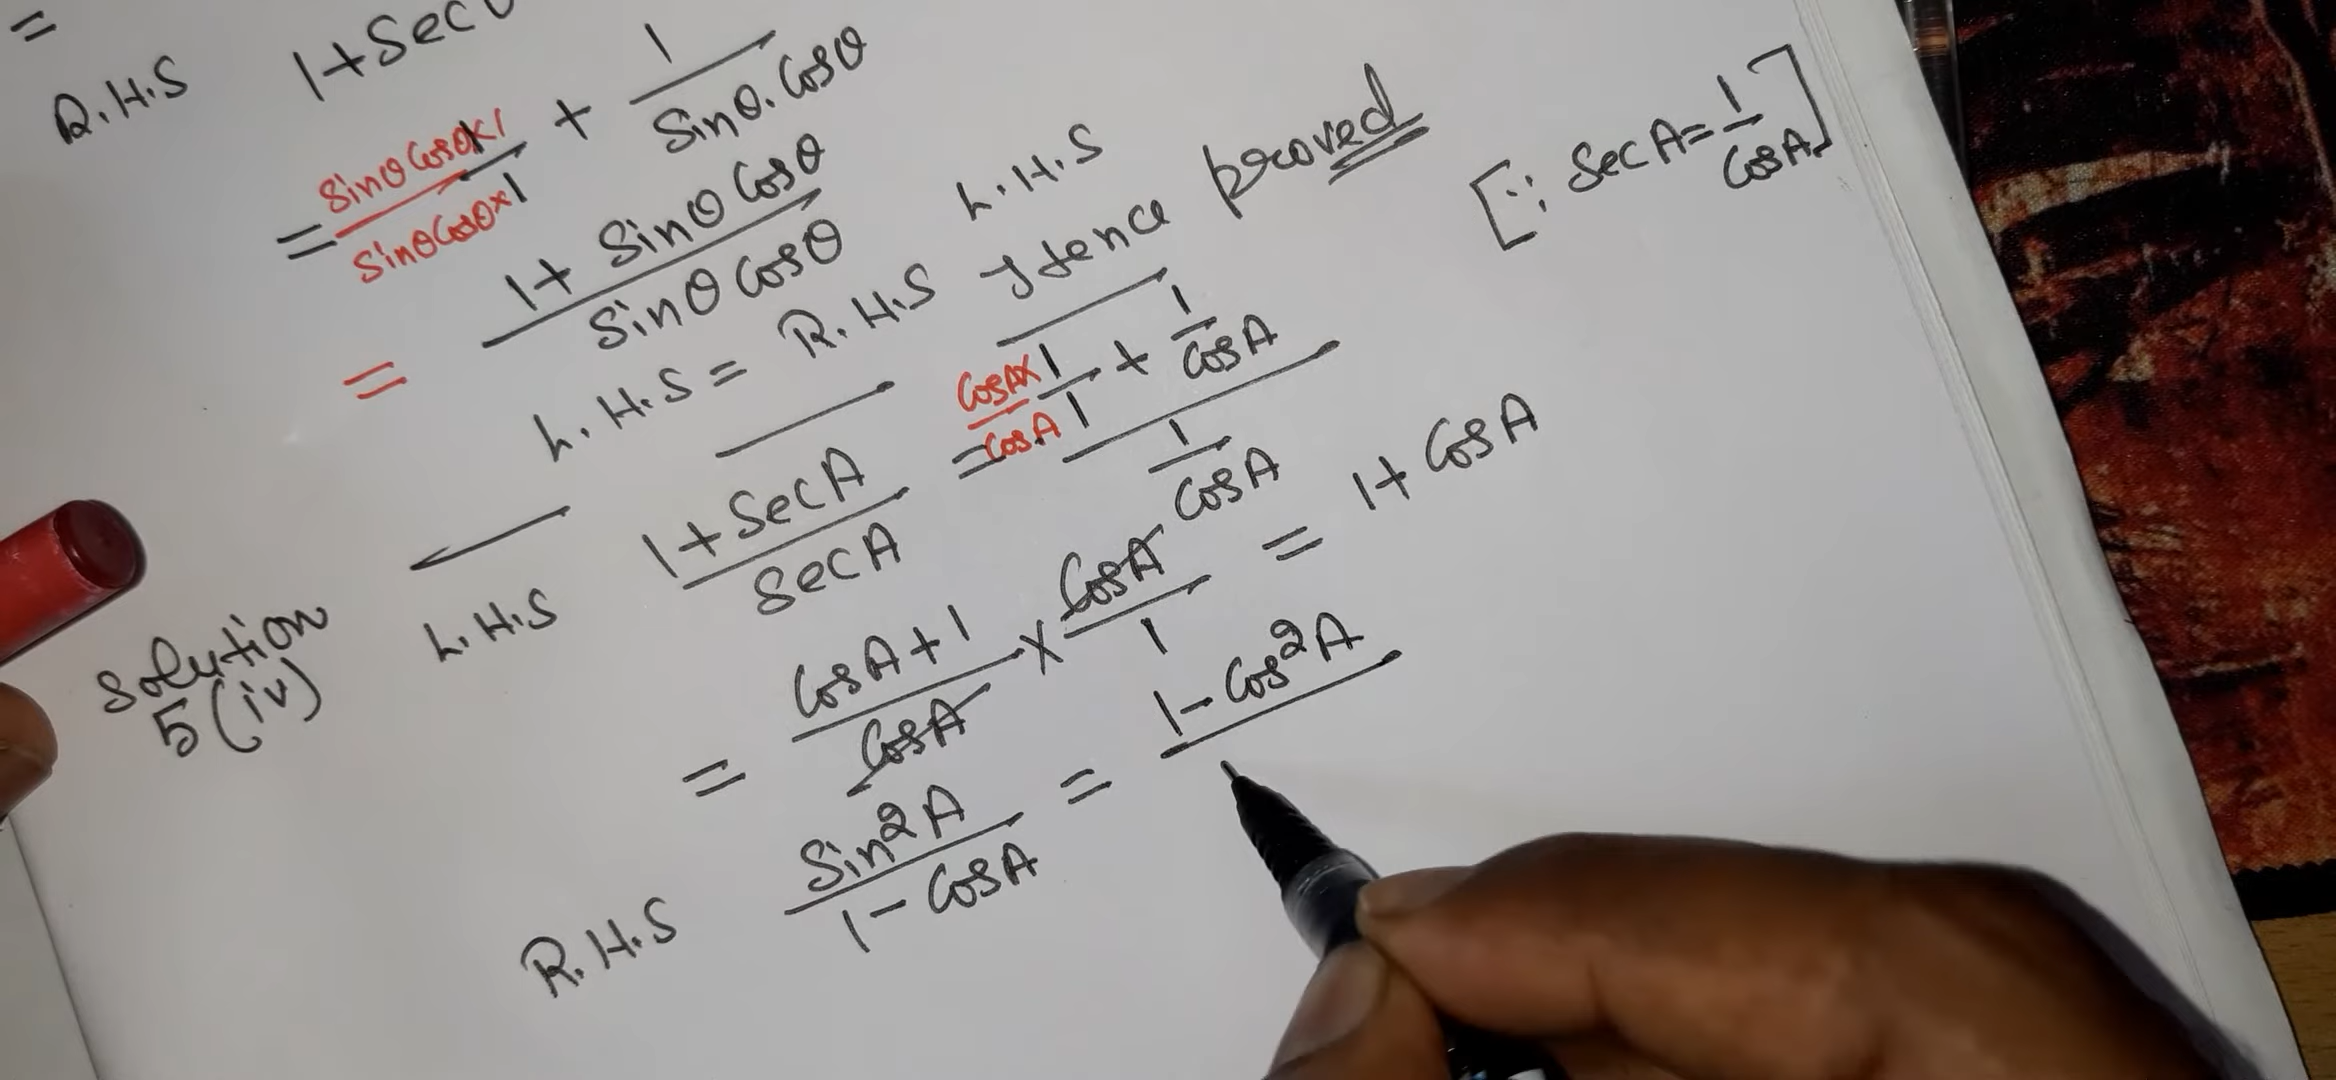 =
R.H.S 1+Sec
= sinθ cosθ×1 / sinθ cosθ×1 + 1 / sinθ.cosθ
= 1+ sinθ cosθ / sinθ cosθ L.H.S
L.H.S = R.H.S Hence proved
Solution 5(iv) L.H.S 1+SecA / SecA = cosA×1 / cosA 1 + 1 / cosA / 1 / cosA [∵ SecA = 1 / cosA]
= cosA+1 / cosA × cosA / 1 = 1+ cosA
R.H.S Sin²A / 1- cosA = 1- cos²A